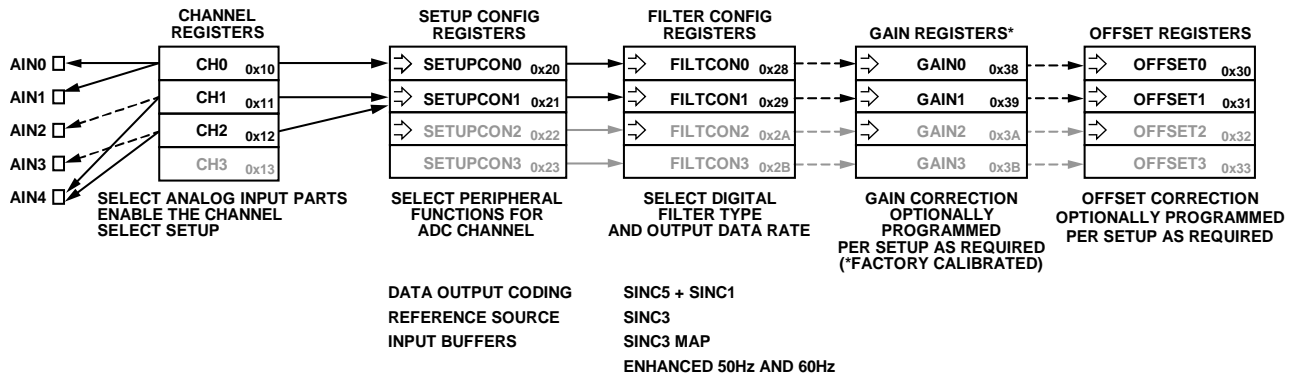 CHANNEL
REGISTERS
SETUP CONFIG
REGISTERS
FILTER CONFIG
REGISTERS
GAIN REGISTERS*
OFFSET REGISTERS
AIN0
AIN1
AIN2
AIN3
AIN4
CH0 0x10
CH1 0x11
CH2 0x12
CH3 0x13
SELECT ANALOG INPUT PARTS
ENABLE THE CHANNEL
SELECT SETUP
SETUPCON0 0x20
SETUPCON1 0x21
SETUPCON2 0x22
SETUPCON3 0x23
SELECT PERIPHERAL
FUNCTIONS FOR
ADC CHANNEL
FILTCON0 0x28
FILTCON1 0x29
FILTCON2 0x2A
FILTCON3 0x2B
SELECT DIGITAL
FILTER TYPE
AND OUTPUT DATA RATE
GAIN0 0x38
GAIN1 0x39
GAIN2 0x3A
GAIN3 0x3B
GAIN CORRECTION
OPTIONALLY
PROGRAMMED
PER SETUP AS REQUIRED
(*FACTORY CALIBRATED)
OFFSET0 0x30
OFFSET1 0x31
OFFSET2 0x32
OFFSET3 0x33
OFFSET CORRECTION
OPTIONALLY PROGRAMMED
PER SETUP AS REQUIRED
DATA OUTPUT CODING
REFERENCE SOURCE
INPUT BUFFERS
SINC5 + SINC1
SINC3
SINC3 MAP
ENHANCED 50Hz AND 60Hz